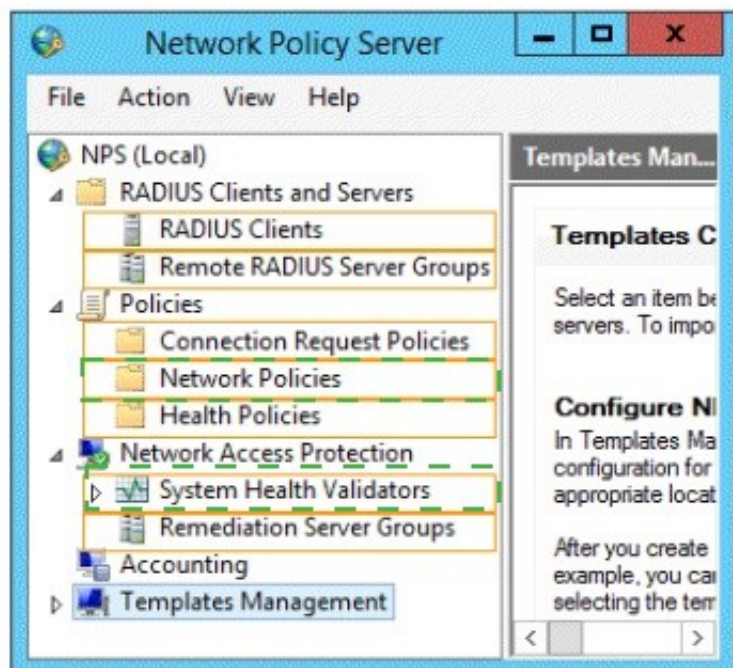 Network Policy Server
File Action View Help
NPS (Local)
RADIUS Clients and Servers
RADIUS Clients
Remote RADIUS Server Groups
Policies
Connection Request Policies
Network Policies
Health Policies
Network Access Protection
System Health Validators
Remediation Server Groups
Accounting
Templates Management
Templates Man...
Templates C
Select an item be
servers. To impo
Configure NI
In Templates Ma
configuration for
appropriate locat
After you create
example, you cai
selecting the tem